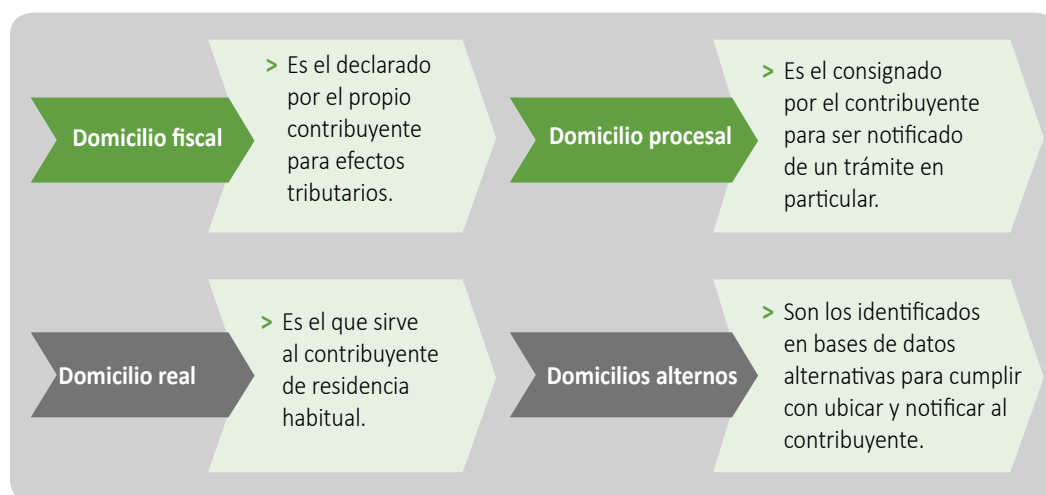 Domicilio fiscal
> Es el declarado
por el propio
contribuyente
para efectos
tributarios.
Domicilio procesal
> Es el consignado
por el contribuyente
para ser notificado
de un trámite en
particular.
Domicilio real
> Es el que sirve
al contribuyente
de residencia
habitual.
Domicilios alternos
> Son los identificados
en bases de datos
alternativas para cumplir
con ubicar y notificar al
contribuyente.